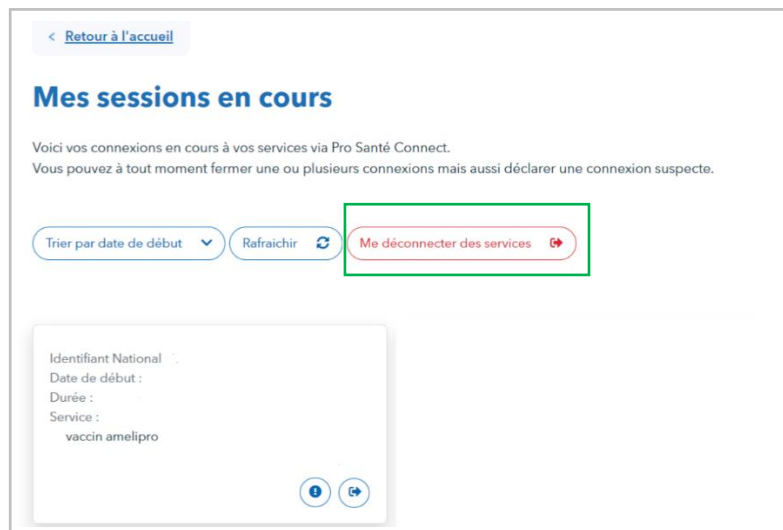 < Retour à l'accueil
Mes sessions en cours
Voici vos connexions en cours à vos services via Pro Santé Connect.
Vous pouvez à tout moment fermer une ou plusieurs connexions mais aussi déclarer une connexion suspecte.
Trier par date de début Rafraichir Me déconnecter des services
Identifiant National
Date de début :
Durée :
Service :
vaccin amelipro